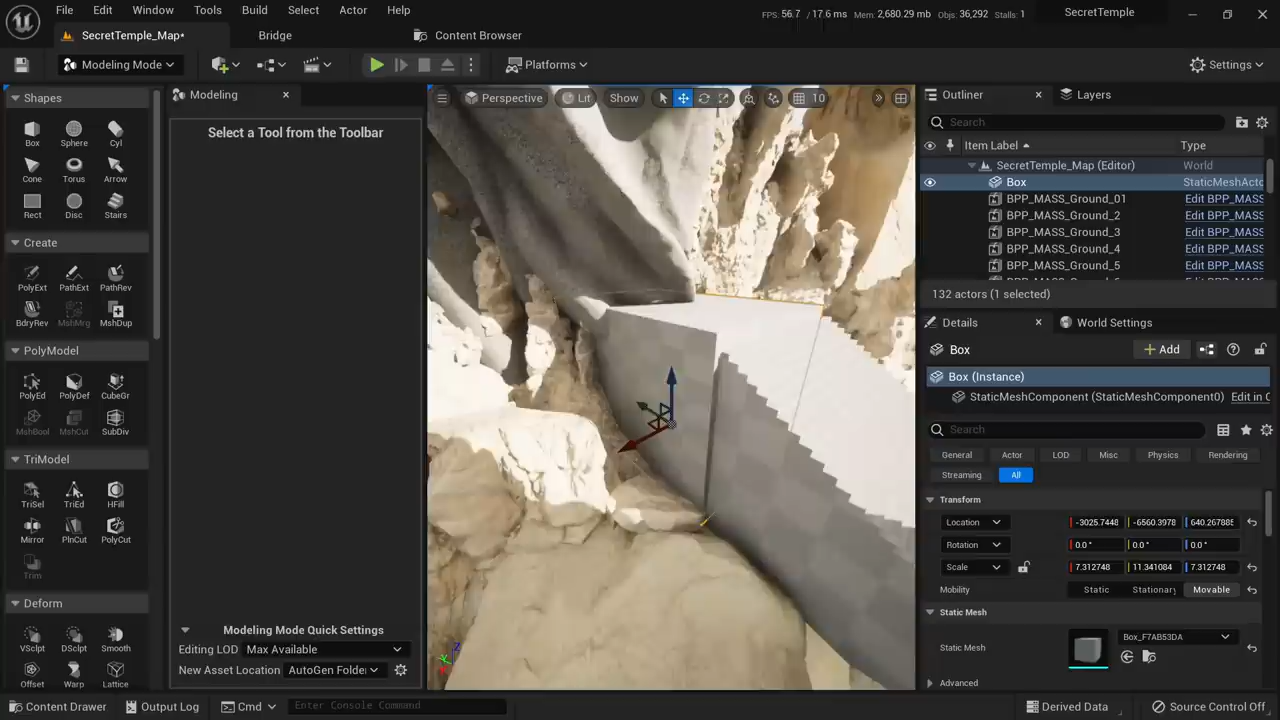 File Edit Window Tools Build Select Actor Help
FPS: 56.7 / 17.6 ms Mem: 2,680.29 mb Objs: 36,292 Stalls: 1
SecretTemple
SecretTemple_Map•
Bridge
Content Browser
Modeling Mode
Platforms
Settings
Shapes
Box Sphere Cyl
Cone Torus Arrow
Rect Disc Stairs
Create
PolyExt PathExt PathRev
BdryRev MshMrg MshDup
PolyModel
PolyEd PolyDef CubeGr
MshBool MshCut SubDiv
TriModel
TriSel TriEd HFill
Mirror PlnCut PolyCut
Trim
Deform
VSclpt DSclpt Smooth
Offset Warp Lattice
Modeling
Select a Tool from the Toolbar
Modeling Mode Quick Settings
Editing LOD Max Available
New Asset Location AutoGen Folder
Perspective Lit Show 10
Z
Outliner
Layers
Search
Item Label Type
SecretTemple_Map (Editor) World
Box StaticMeshActo
BPP_MASS_Ground_01 Edit BPP_MASS
BPP_MASS_Ground_2 Edit BPP_MASS
BPP_MASS_Ground_3 Edit BPP_MASS
BPP_MASS_Ground_4 Edit BPP_MASS
BPP_MASS_Ground_5 Edit BPP_MASS
132 actors (1 selected)
Details
World Settings
Box
+ Add
Box (Instance)
StaticMeshComponent (StaticMeshComponent0) Edit in C
Search
General Actor LOD Misc Physics Rendering
Streaming All
Transform
Location -3025.7448 -6560.3978 640.267885
Rotation 0.0 ° 0.0 ° 0.0 °
Scale 7.312748 11.341084 7.312748
Mobility Static Stationary Movable
Static Mesh
Static Mesh Box_F7AB53DA
Advanced
Content Drawer
Output Log
Cmd
Enter Console Command
Derived Data
Source Control Off